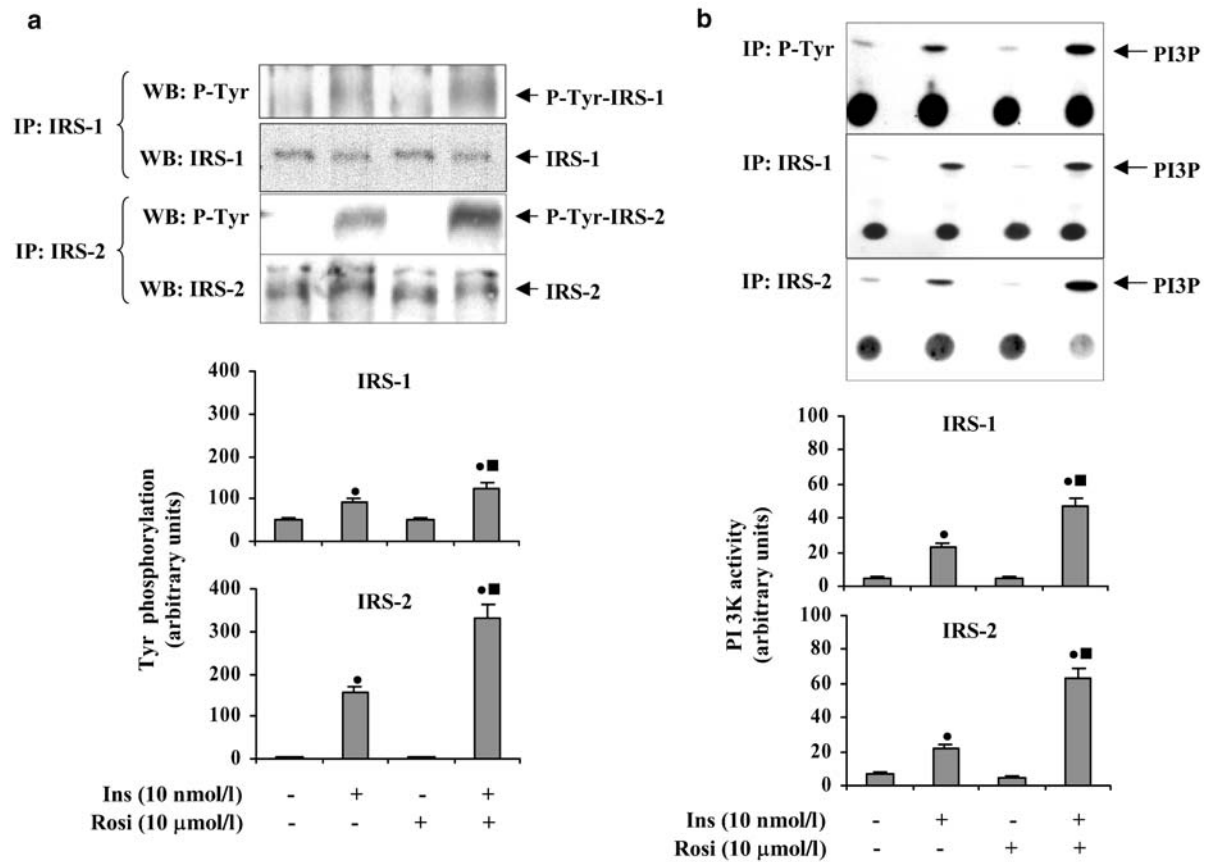 a
WB: P-Tyr
P-Tyr-IRS-1
IP: IRS-1
WB: IRS-1
IRS-1
WB: P-Tyr
P-Tyr-IRS-2
IP: IRS-2
WB: IRS-2
IRS-2
Tyr phosphorylation
(arbitrary units)
IRS-1
400
300
200
100
0
●
●■
IRS-2
400
300
200
100
0
●
●■
Ins (10 nmol/l) - + - +
Rosi (10 μmol/l) - - + +
b
IP: P-Tyr
PI3P
IP: IRS-1
PI3P
IP: IRS-2
PI3P
PI 3K activity
(arbitrary units)
IRS-1
100
80
60
40
20
0
●
●■
IRS-2
100
80
60
40
20
0
●
●■
Ins (10 nmol/l) - + - +
Rosi (10 μmol/l) - - + +